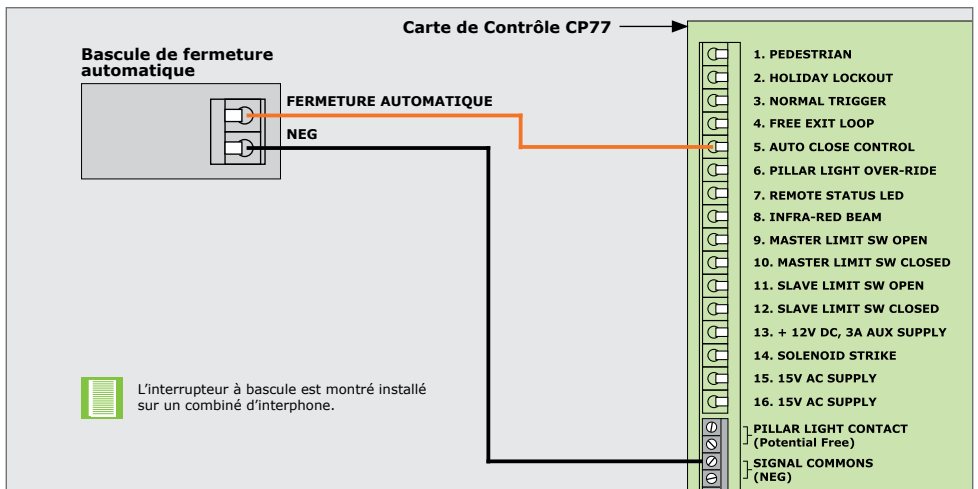 Carte de Contrôle CP77
Bascule de fermeture
automatique
FERMETURE AUTOMATIQUE
NEG
1. PEDESTRIAN
2. HOLIDAY LOCKOUT
3. NORMAL TRIGGER
4. FREE EXIT LOOP
5. AUTO CLOSE CONTROL
6. PILLAR LIGHT OVER-RIDE
7. REMOTE STATUS LED
8. INFRA-RED BEAM
9. MASTER LIMIT SW OPEN
10. MASTER LIMIT SW CLOSED
11. SLAVE LIMIT SW OPEN
12. SLAVE LIMIT SW CLOSED
13. + 12V DC, 3A AUX SUPPLY
14. SOLENOID STRIKE
15. 15V AC SUPPLY
16. 15V AC SUPPLY
PILLAR LIGHT CONTACT
(Potential Free)
SIGNAL COMMONS
(NEG)
L'interrupteur à bascule est montré installé
sur un combiné d'interphone.